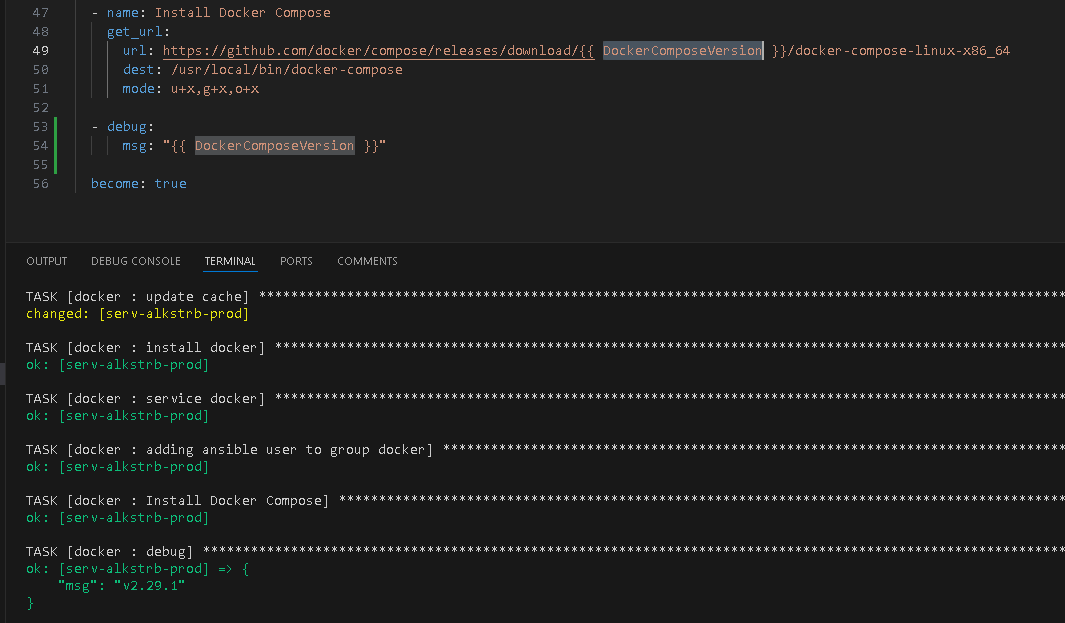 47 - name: Install Docker Compose
48 get_url:
49 url: https://github.com/docker/compose/releases/download/{{ DockerComposeVersion }}/docker-compose-linux-x86_64
50 dest: /usr/local/bin/docker-compose
51 mode: u+x,g+x,o+x
52
53 - debug:
54 msg: "{{ DockerComposeVersion }}"
55
56 become: true
OUTPUT DEBUG CONSOLE TERMINAL PORTS COMMENTS
TASK [docker : update cache] ****************************************************************************************************
changed: [serv-alkstrb-prod]
TASK [docker : install docker] **************************************************************************************************
ok: [serv-alkstrb-prod]
TASK [docker : service docker] **************************************************************************************************
ok: [serv-alkstrb-prod]
TASK [docker : adding ansible user to group docker] *****************************************************************************
ok: [serv-alkstrb-prod]
TASK [docker : Install Docker Compose] ******************************************************************************************
ok: [serv-alkstrb-prod]
TASK [docker : debug] ***********************************************************************************************************
ok: [serv-alkstrb-prod] => {
"msg": "v2.29.1"
}